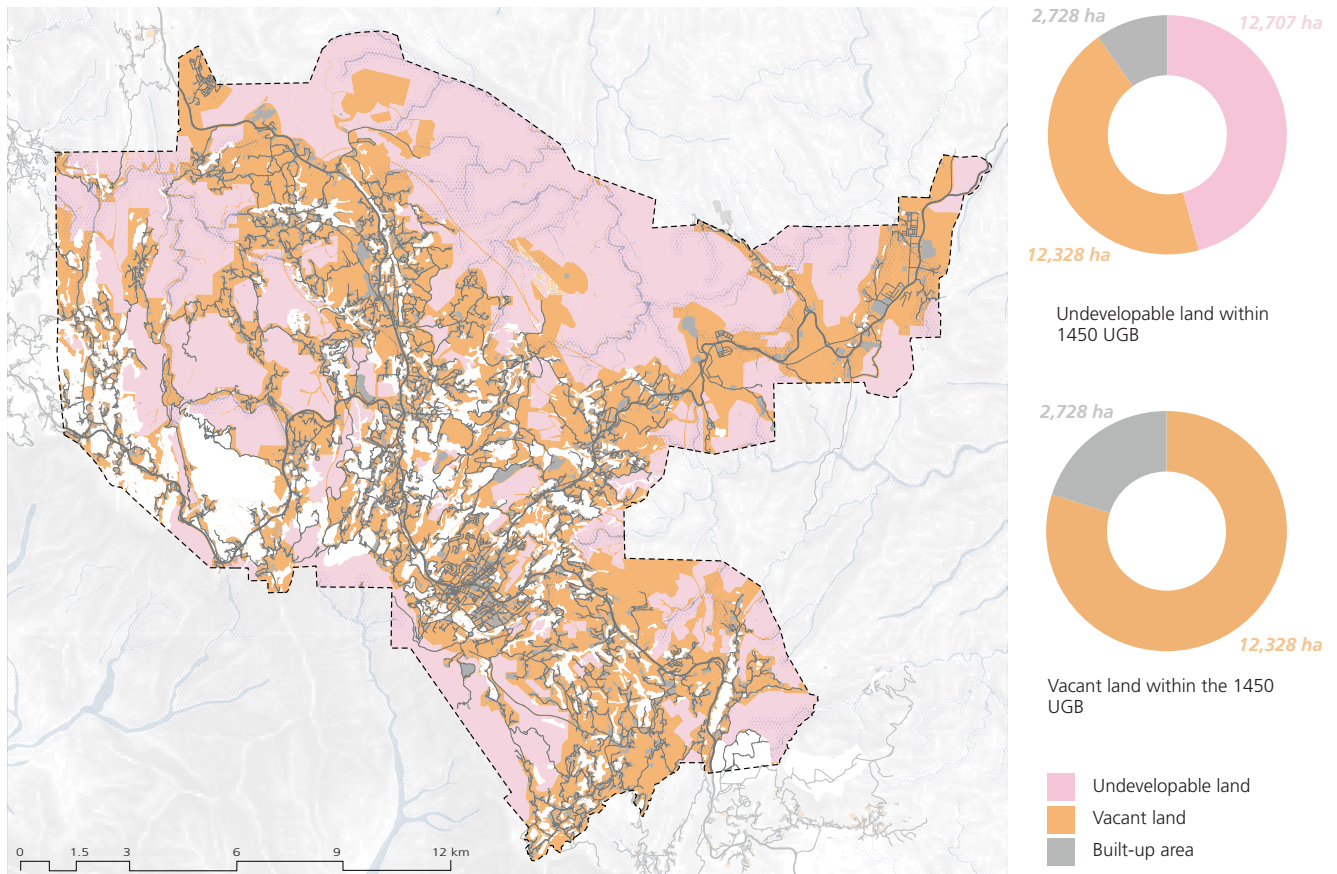 2,728 ha
12,707 ha
12,328 ha
Undevelopable land within
1450 UGB
2,728 ha
12,328 ha
Vacant land within the 1450
UGB
Undevelopable land
Vacant land
Built-up area
0 1.5 3 6 9 12 km